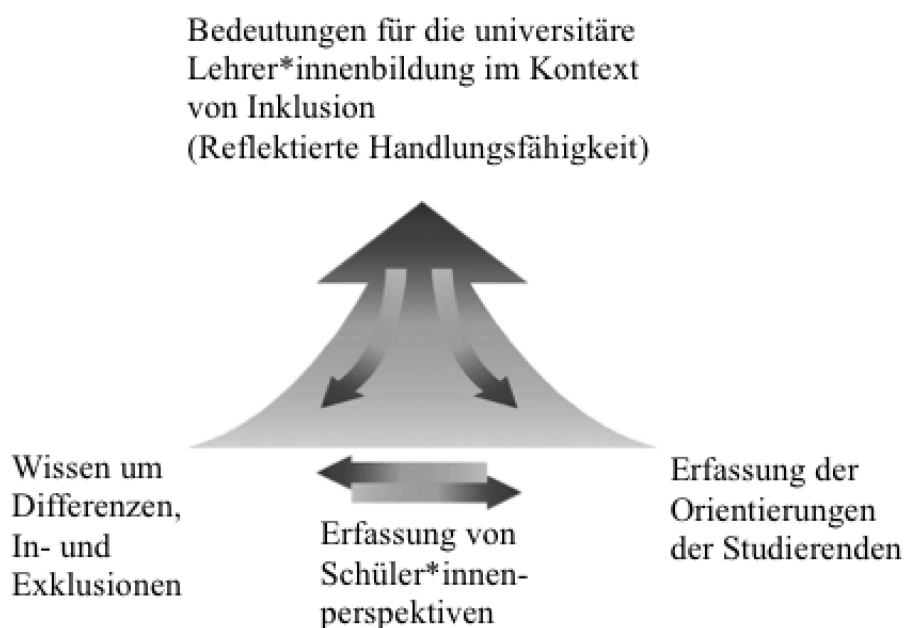 Bedeutungen für die universitäre
Lehrer*innenbildung im Kontext
von Inklusion
(Reflektierte Handlungsfähigkeit)
Wissen um
Differenzen,
In- und
Exklusionen
Erfassung von
Schüler*innen-
perspektiven
Erfassung der
Orientierungen
der Studierenden